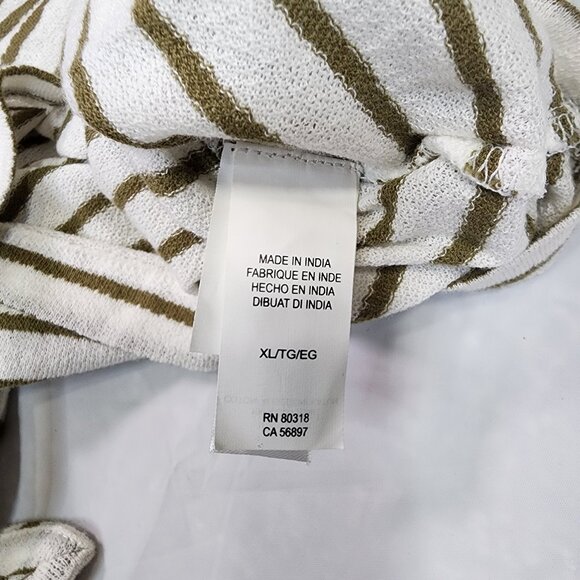 MADE IN INDIA
FABRIQUE EN INDE
HECHO EN INDIA
DIBUAT DI INDIA
XL/TG/EG
RN 80318
CA 56897